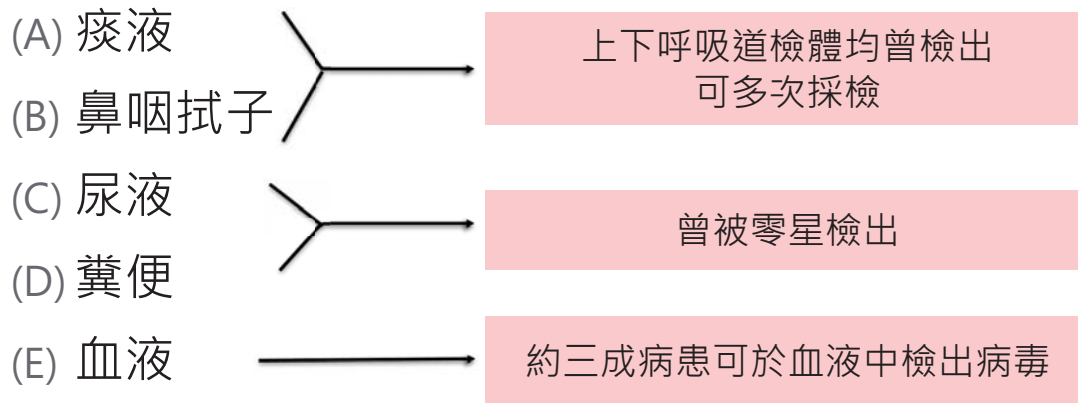 (A) 痰液
上下呼吸道檢體均曾檢出
可多次採檢
(B) 鼻咽拭子
(C) 尿液
曾被零星檢出
(D) 糞便
(E) 血液
約三成病患可於血液中檢出病毒